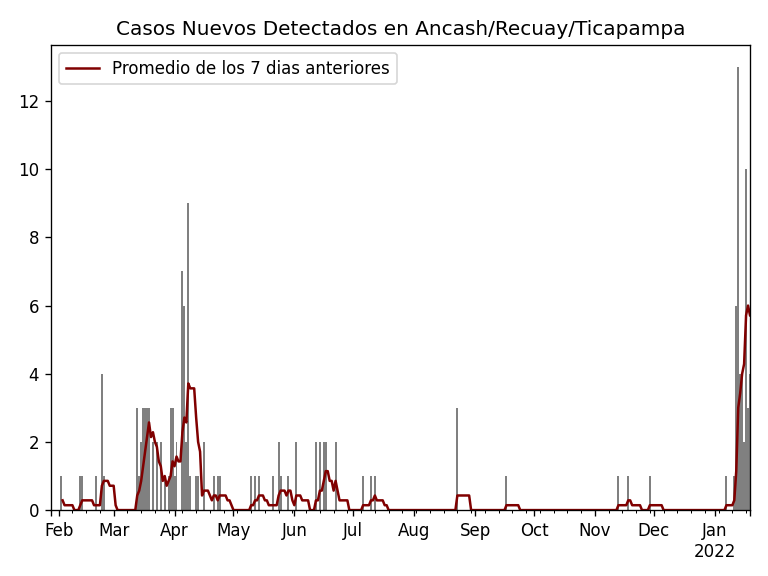 Casos Nuevos Detectados en Ancash/Recuay/Ticapampa
Promedio de los 7 dias anteriores
12
10
8
6
4
2
0
Feb Mar Apr May Jun Jul Aug Sep Oct Nov Dec Jan
2022